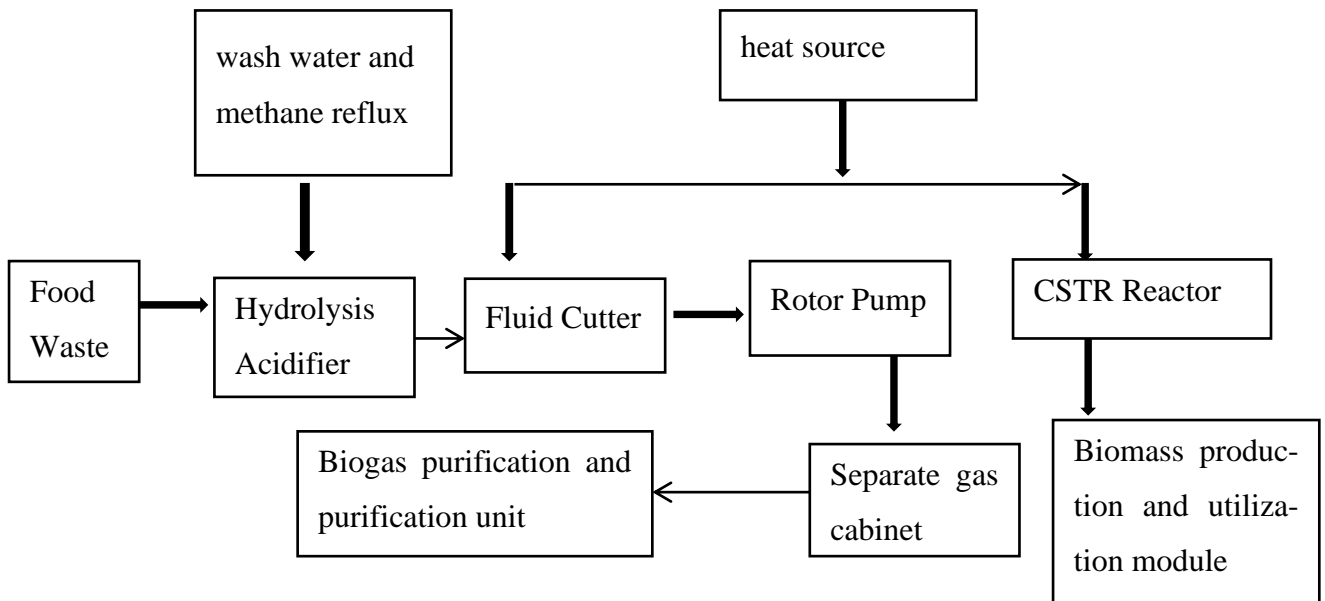 wash water and
methane reflux
heat source
Food
Waste
Hydrolysis
Acidifier
Fluid Cutter
Rotor Pump
CSTR Reactor
Biogas purification and
purification unit
Separate gas
cabinet
Biomass produc-
tion and utiliza-
tion module